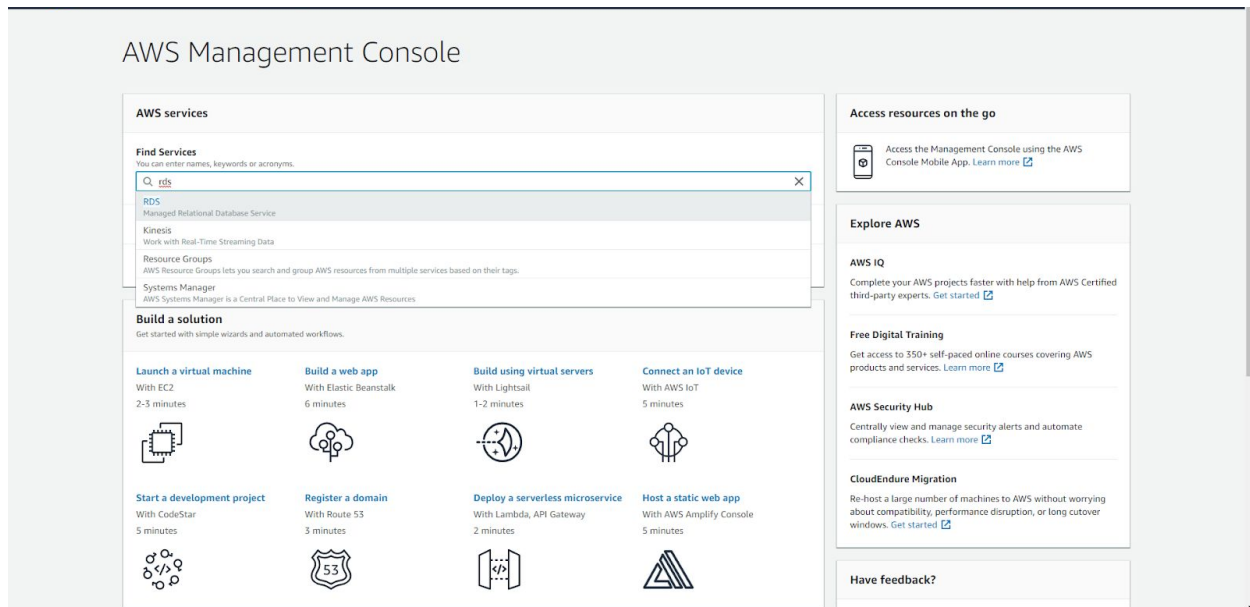 AWS Management Console
AWS services
Find Services
You can enter names, keywords or acronyms.
rds
RDS
Managed Relational Database Service
Kinesis
Work with Real-Time Streaming Data
Resource Groups
AWS Resource Groups lets you search and group AWS resources from multiple services based on their tags.
Systems Manager
AWS Systems Manager is a Central Place to View and Manage AWS Resources
Build a solution
Get started with simple wizards and automated workflows.
Launch a virtual machine
With EC2
2-3 minutes
Build a web app
With Elastic Beanstalk
6 minutes
Build using virtual servers
With Lightsail
1-2 minutes
Connect an IoT device
With AWS IoT
5 minutes
Start a development project
With CodeStar
5 minutes
Register a domain
With Route 53
3 minutes
53
Deploy a serverless microservice
With Lambda, API Gateway
2 minutes
Host a static web app
With AWS Amplify Console
5 minutes
Access resources on the go
Access the Management Console using the AWS
Console Mobile App. Learn more
Explore AWS
AWS IQ
Complete your AWS projects faster with help from AWS Certified
third-party experts. Get started
Free Digital Training
Get access to 350+ self-paced online courses covering AWS
products and services. Learn more
AWS Security Hub
Centrally view and manage security alerts and automate
compliance checks. Learn more
CloudEndure Migration
Re-host a large number of machines to AWS without worrying
about compatibility, performance disruption, or long cutover
windows. Get started
Have feedback?